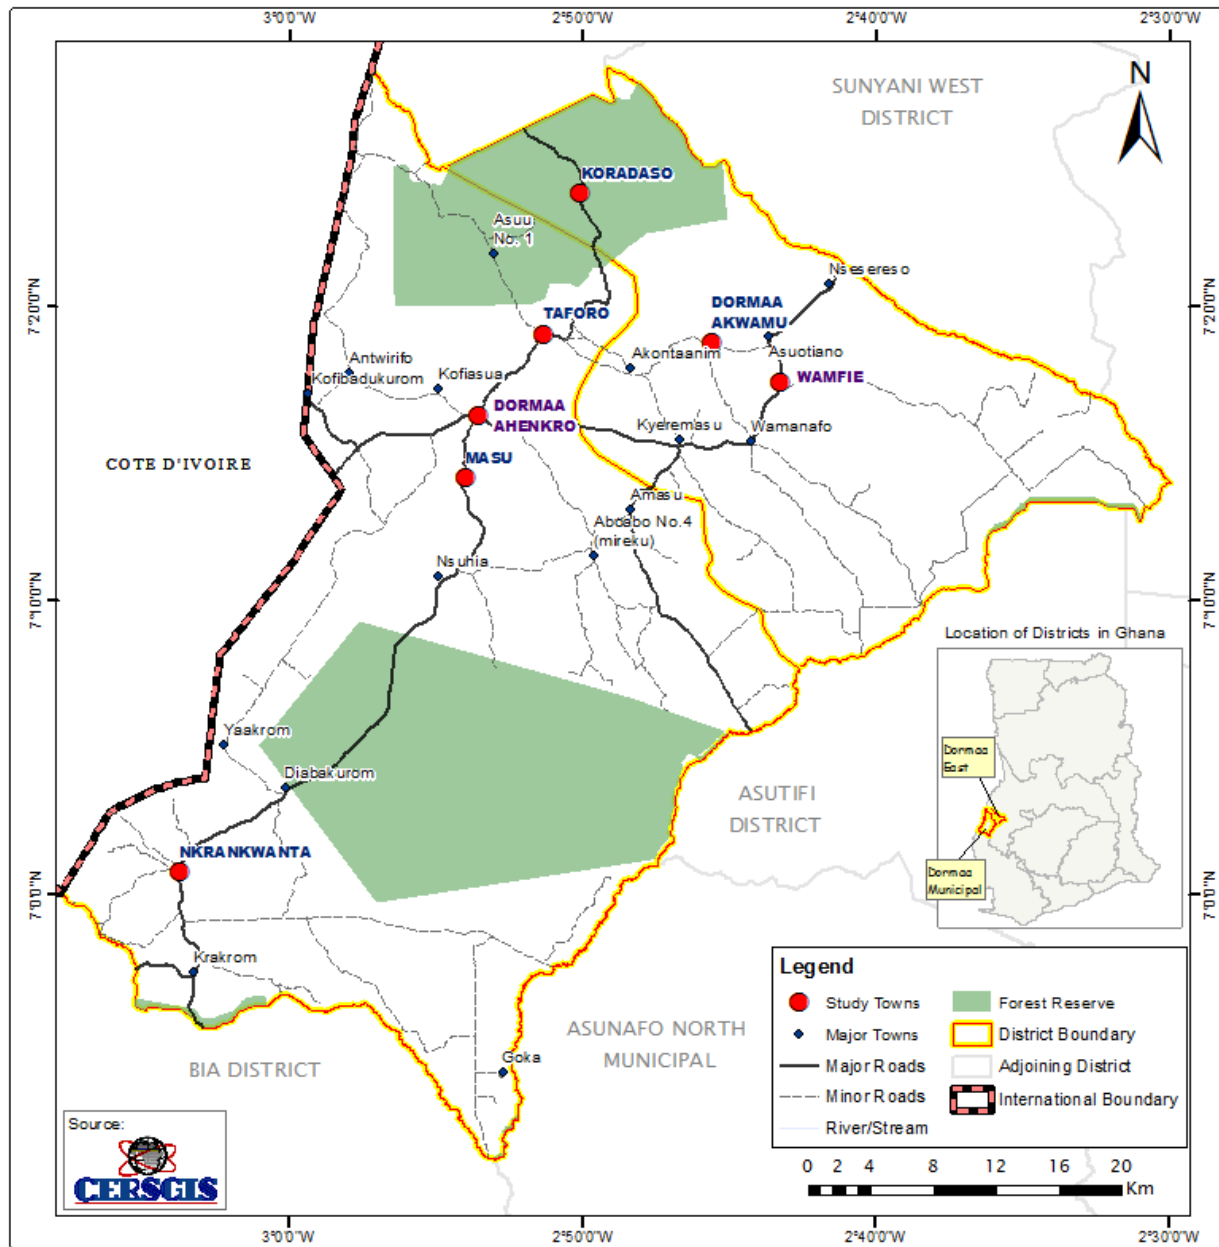 3°0'0"W
2°50'0"W
2°40'0"W
2°30'0"W
SUNYANI WEST
DISTRICT
N
KORADASO
Asuu
No. 1
Nsesereso
7°20'0"N
7°20'0"N
TAFORO
DORMAA
AKWAMU
Antwirifo
Akontaanim
Asuotiano
Kofibadukurom
Kofiasua
WAMFIE
DORMAA
AHENKRO
Kyeremasu
Wamanafo
COTE D'IVOIRE
MASU
Amasu
Aboabo No.4
(mireku)
Nsuhia
7°10'0"N
7°10'0"N
Location of Districts in Ghana
Yaakrom
Dormaa
East
Diabakurom
ASUTIFI
DISTRICT
NKRANKWANTA
Dormaa
Municipal
7°0'0"N
7°0'0"N
Krakrom
Legend
Study Towns
Forest Reserve
Major Towns
District Boundary
Major Roads
Adjoining District
Minor Roads
International Boundary
River/Stream
ASUNAFO NORTH
MUNICIPAL
BIA DISTRICT
Goka
Source:
CERSGIS
0 2 4 8 12 16 20
Km
3°0'0"W
2°50'0"W
2°40'0"W
2°30'0"W